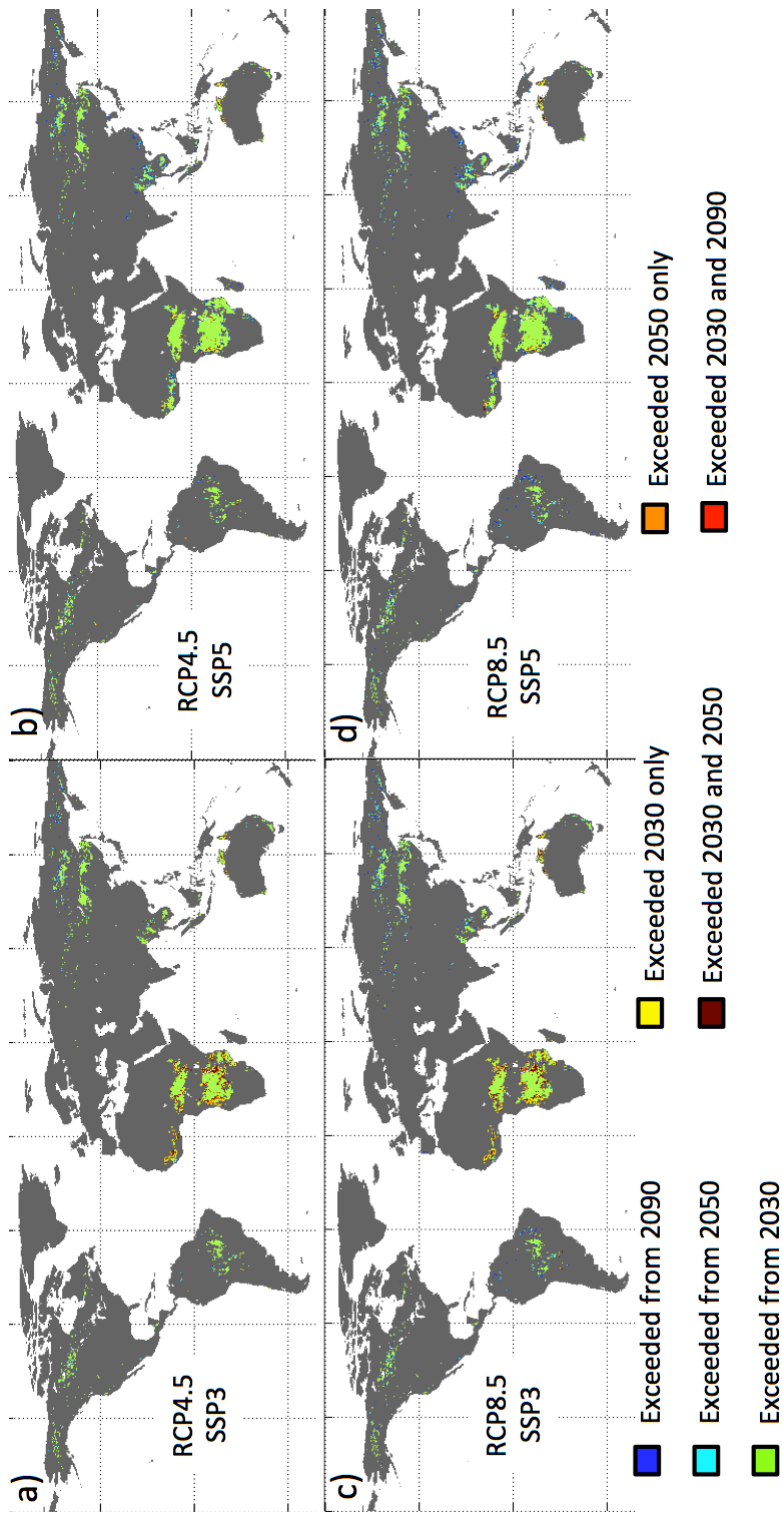 a)
RCP4.5
SSP3
b)
RCP4.5
SSP5
c)
RCP8.5
SSP3
d)
RCP8.5
SSP5
Exceeded from 2090
Exceeded from 2050
Exceeded from 2030
Exceeded 2030 only
Exceeded 2030 and 2050
Exceeded 2050 only
Exceeded 2030 and 2090